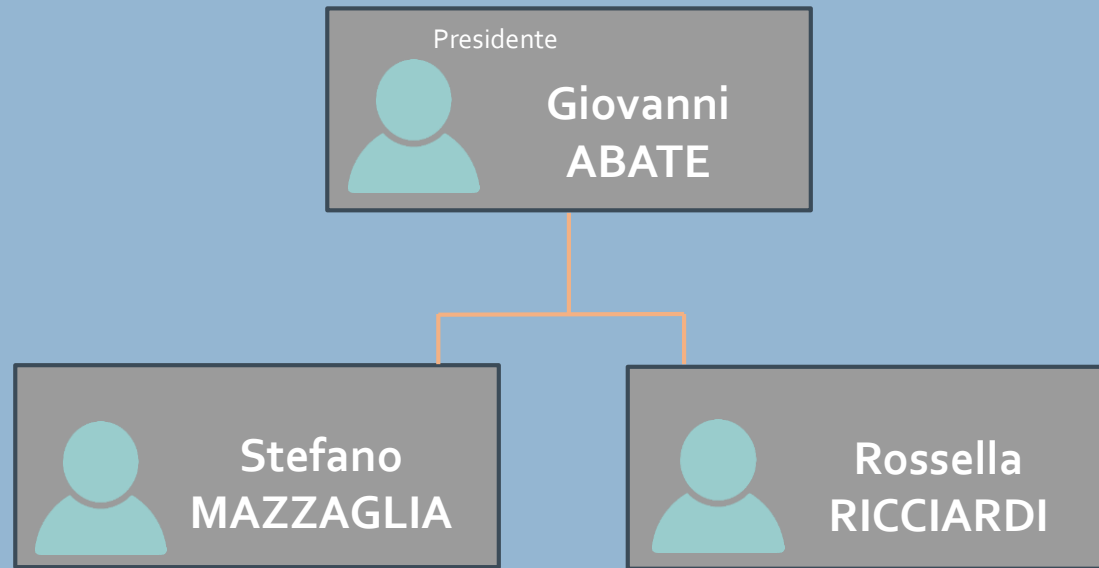 Presidente
Giovanni
ABATE
Stefano
MAZZAGLIA
Rossella
RICCIARDI